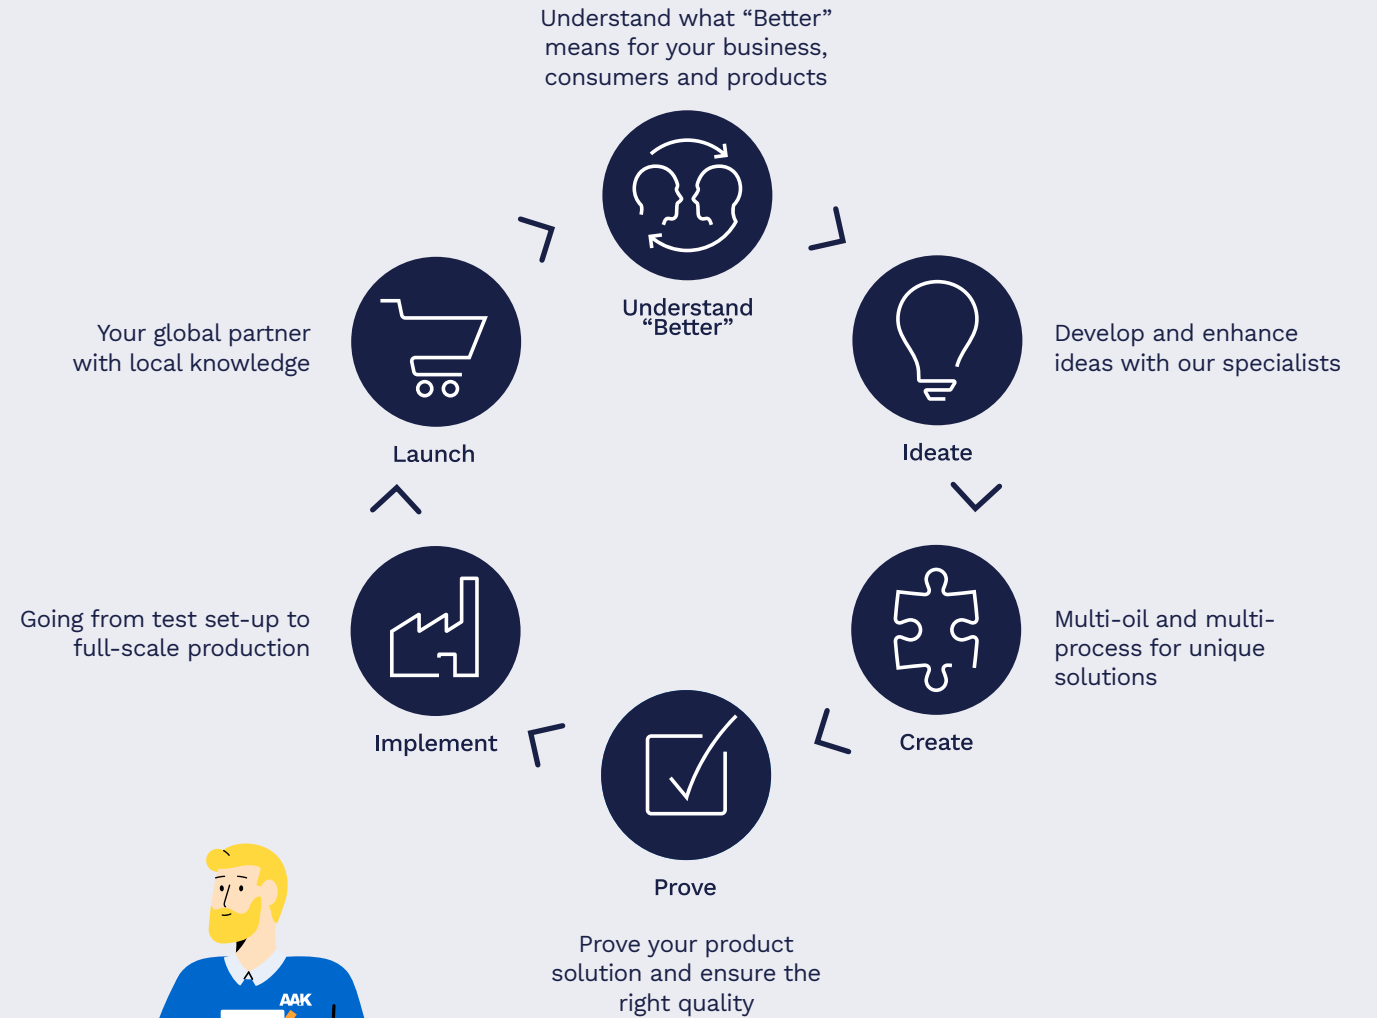 Understand what “Better”
means for your business,
consumers and products
Understand
“Better”
Develop and enhance
ideas with our specialists
Ideate
Multi-oil and multi-
process for unique
solutions
Create
Prove
Prove your product
solution and ensure the
right quality
Going from test set-up to
full-scale production
Implement
Your global partner
with local knowledge
Launch
AAK